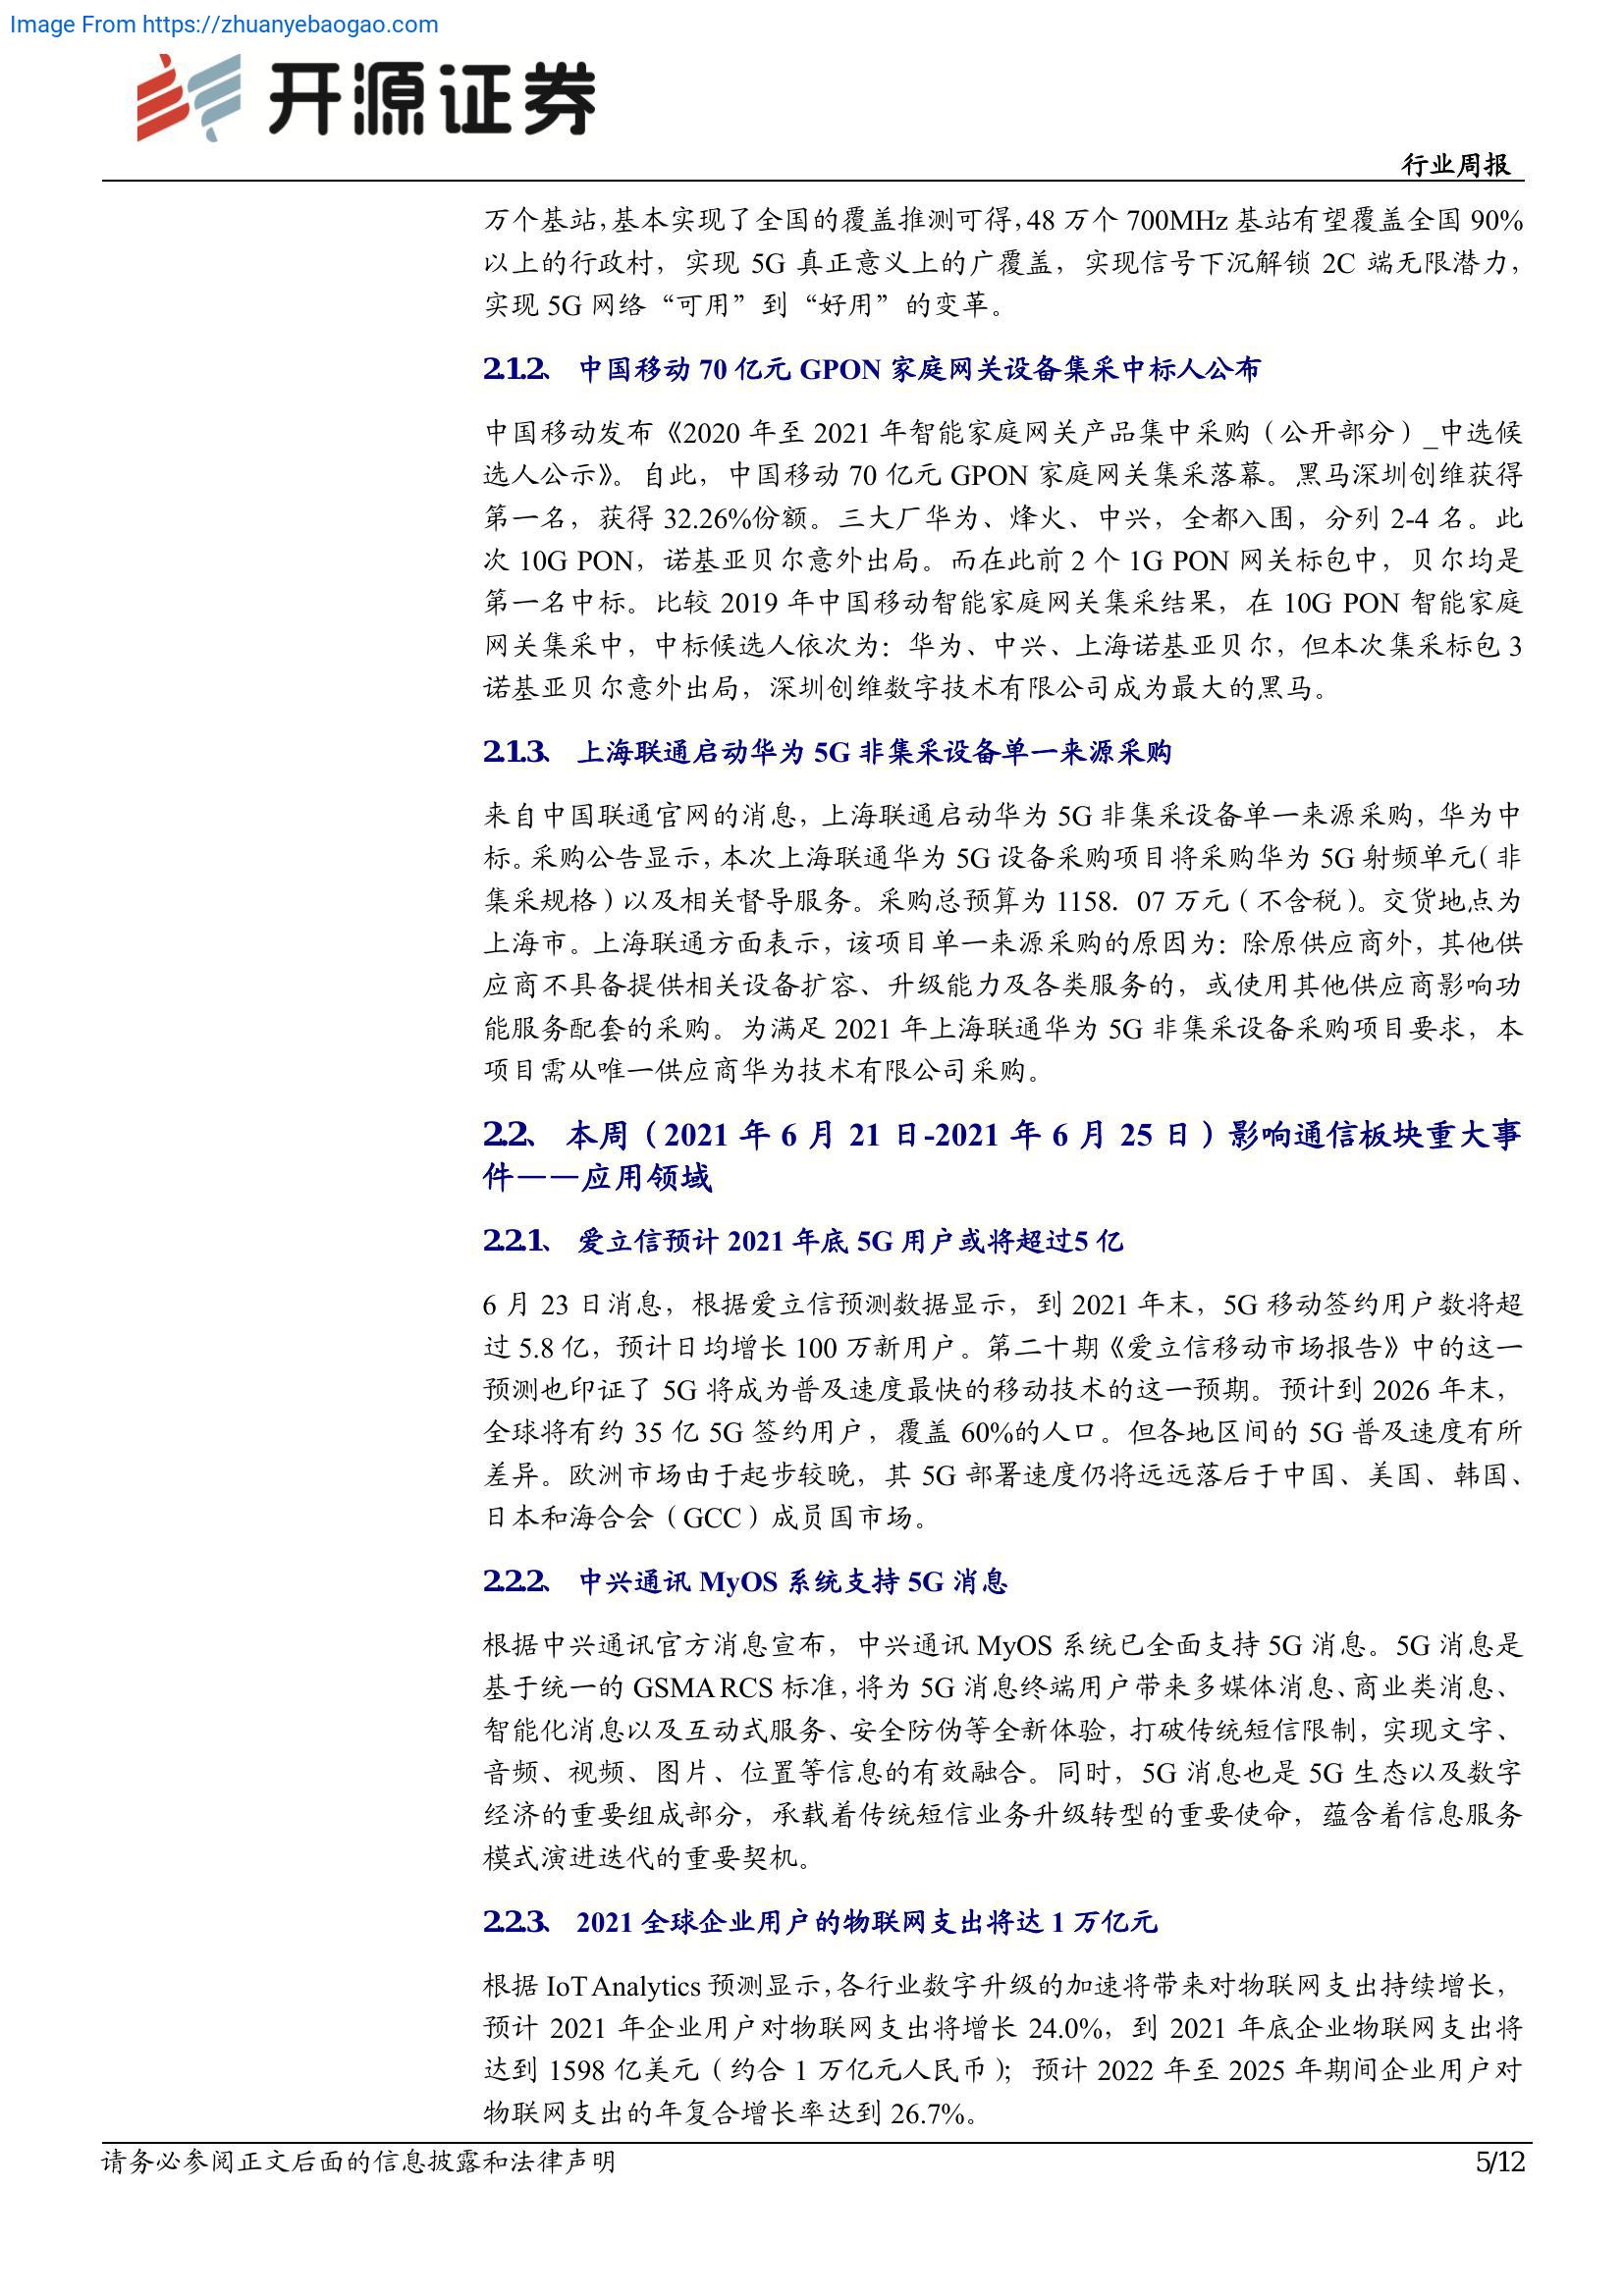 Image From https://zhuanyebaogao.com
开源证券
行业周报
万个基站，基本实现了全国的覆盖推测可得，48 万个 700MHz 基站有望覆盖全国 90%
以上的行政村，实现 5G 真正意义上的广覆盖，实现信号下沉解锁 2C 端无限潜力，
实现 5G 网络“可用”到“好用”的变革。
2.1.2、 中国移动 70 亿元 GPON 家庭网关设备集采中标人公布
中国移动发布《2020 年至 2021 年智能家庭网关产品集中采购（公开部分）_中选候
选人公示》。自此，中国移动 70 亿元 GPON 家庭网关集采落幕。黑马深圳创维获得
第一名，获得 32.26%份额。三大厂华为、烽火、中兴，全都入围，分列 2-4 名。此
次 10G PON，诺基亚贝尔意外出局。而在此前 2 个 1G PON 网关标包中，贝尔均是
第一名中标。比较 2019 年中国移动智能家庭网关集采结果，在 10G PON 智能家庭
网关集采中，中标候选人依次为：华为、中兴、上海诺基亚贝尔，但本次集采标包 3
诺基亚贝尔意外出局，深圳创维数字技术有限公司成为最大的黑马。
2.1.3、 上海联通启动华为 5G 非集采设备单一来源采购
来自中国联通官网的消息，上海联通启动华为 5G 非集采设备单一来源采购，华为中
标。采购公告显示，本次上海联通华为 5G 设备采购项目将采购华为 5G 射频单元（非
集采规格）以及相关督导服务。采购总预算为 1158．07 万元（不含税）。交货地点为
上海市。上海联通方面表示，该项目单一来源采购的原因为：除原供应商外，其他供
应商不具备提供相关设备扩容、升级能力及各类服务的，或使用其他供应商影响功
能服务配套的采购。为满足 2021 年上海联通华为 5G 非集采设备采购项目要求，本
项目需从唯一供应商华为技术有限公司采购。
2.2、 本周（2021 年 6 月 21 日-2021 年 6 月 25 日）影响通信板块重大事
件——应用领域
2.2.1、 爱立信预计 2021 年底 5G 用户或将超过5 亿
6 月 23 日消息，根据爱立信预测数据显示，到 2021 年末，5G 移动签约用户数将超
过 5.8 亿，预计日均增长 100 万新用户。第二十期《爱立信移动市场报告》中的这一
预测也印证了 5G 将成为普及速度最快的移动技术的这一预期。预计到 2026 年末，
全球将有约 35 亿 5G 签约用户，覆盖 60%的人口。但各地区间的 5G 普及速度有所
差异。欧洲市场由于起步较晚，其 5G 部署速度仍将远远落后于中国、美国、韩国、
日本和海合会（GCC）成员国市场。
2.2.2、 中兴通讯 MyOS 系统支持 5G 消息
根据中兴通讯官方消息宣布，中兴通讯 MyOS 系统已全面支持 5G 消息。5G 消息是
基于统一的 GSMA RCS 标准，将为 5G 消息终端用户带来多媒体消息、商业类消息、
智能化消息以及互动式服务、安全防伪等全新体验，打破传统短信限制，实现文字、
音频、视频、图片、位置等信息的有效融合。同时，5G 消息也是 5G 生态以及数字
经济的重要组成部分，承载着传统短信业务升级转型的重要使命，蕴含着信息服务
模式演进迭代的重要契机。
2.2.3、 2021 全球企业用户的物联网支出将达 1 万亿元
根据 IoT Analytics 预测显示，各行业数字升级的加速将带来对物联网支出持续增长，
预计 2021 年企业用户对物联网支出将增长 24.0%，到 2021 年底企业物联网支出将
达到 1598 亿美元（约合 1 万亿元人民币）；预计 2022 年至 2025 年期间企业用户对
物联网支出的年复合增长率达到 26.7%。
请务必参阅正文后面的信息披露和法律声明
5/12